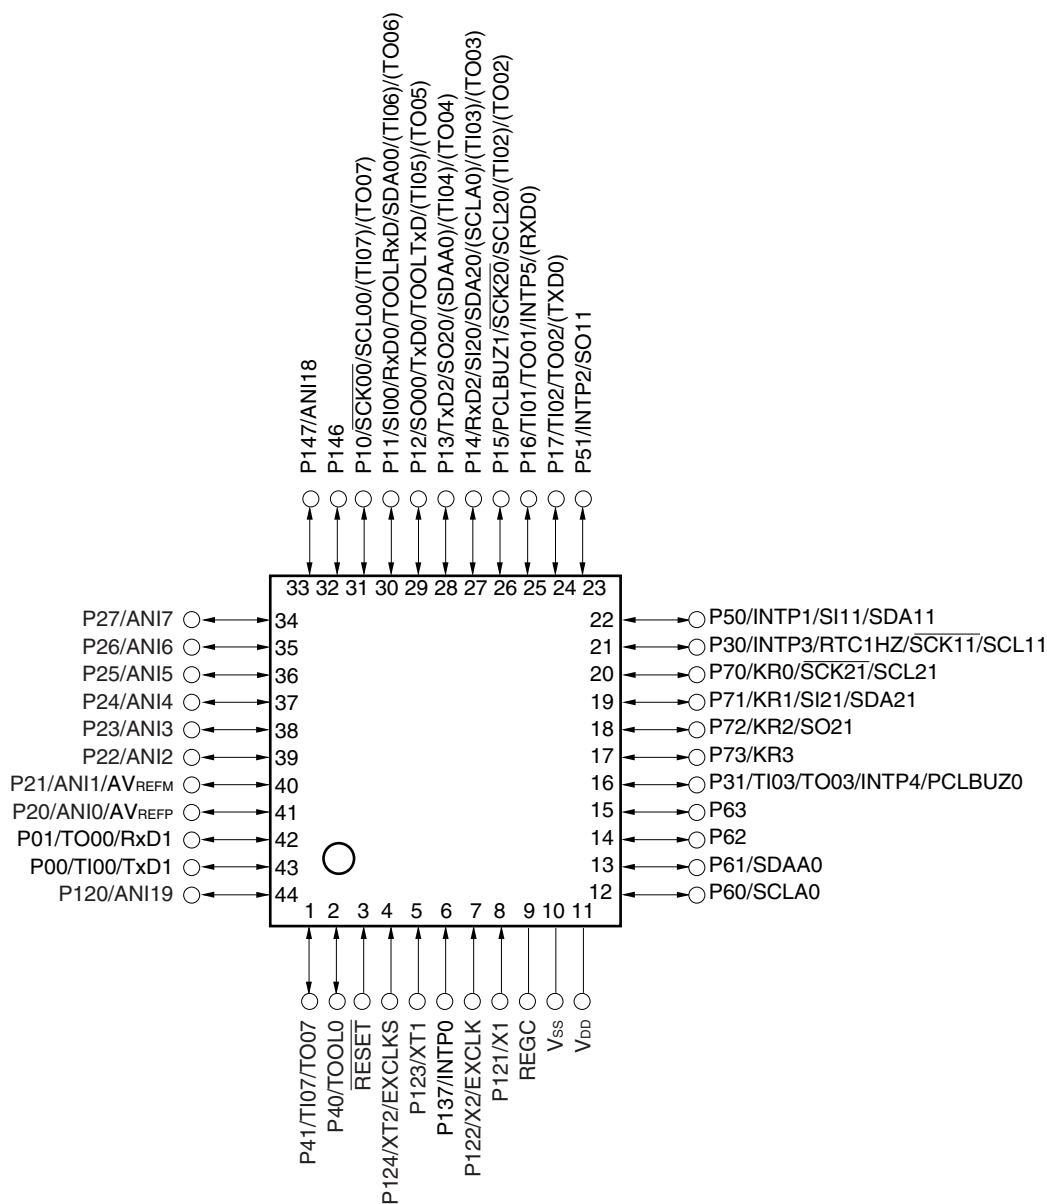 P147/ANI18
P146
P10/SCK00/SCL00/(TI07)/(TO07)
P11/SI00/RxD0/TOOLRxD/SDA00/(TI06)/(TO06)
P12/SO00/TxD0/TOOLTxD/(TI05)/(TO05)
P13/TxD2/SO20/(SDAA0)/(TI04)/(TO04)
P14/RxD2/SI20/SDA20/(SCLA0)/(TI03)/(TO03)
P15/PCLBUZ1/SCK20/SCL20/(TI02)/(TO02)
P16/TI01/TO01/INTP5/(RXD0)
P17/TI02/TO02/(TXD0)
P51/INTP2/SO11
33 32 31 30 29 28 27 26 25 24 23
P27/ANI7 34
P26/ANI6 35
P25/ANI5 36
P24/ANI4 37
P23/ANI3 38
P22/ANI2 39
P21/ANI1/AVREFM 40
P20/ANI0/AVREFP 41
P01/TO00/RxD1 42
P00/TI00/TxD1 43
P120/ANI19 44
22 P50/INTP1/SI11/SDA11
21 P30/INTP3/RTC1HZ/SCK11/SCL11
20 P70/KR0/SCK21/SCL21
19 P71/KR1/SI21/SDA21
18 P72/KR2/SO21
17 P73/KR3
16 P31/TI03/TO03/INTP4/PCLBUZ0
15 P63
14 P62
13 P61/SDAA0
12 P60/SCLA0
1 2 3 4 5 6 7 8 9 10 11
P41/TI07/TO07
P40/TOOL0
RESET
P124/XT2/EXCLKS
P123/XT1
P137/INTP0
P122/X2/EXCLK
P121/X1
REGC
VSS
VDD